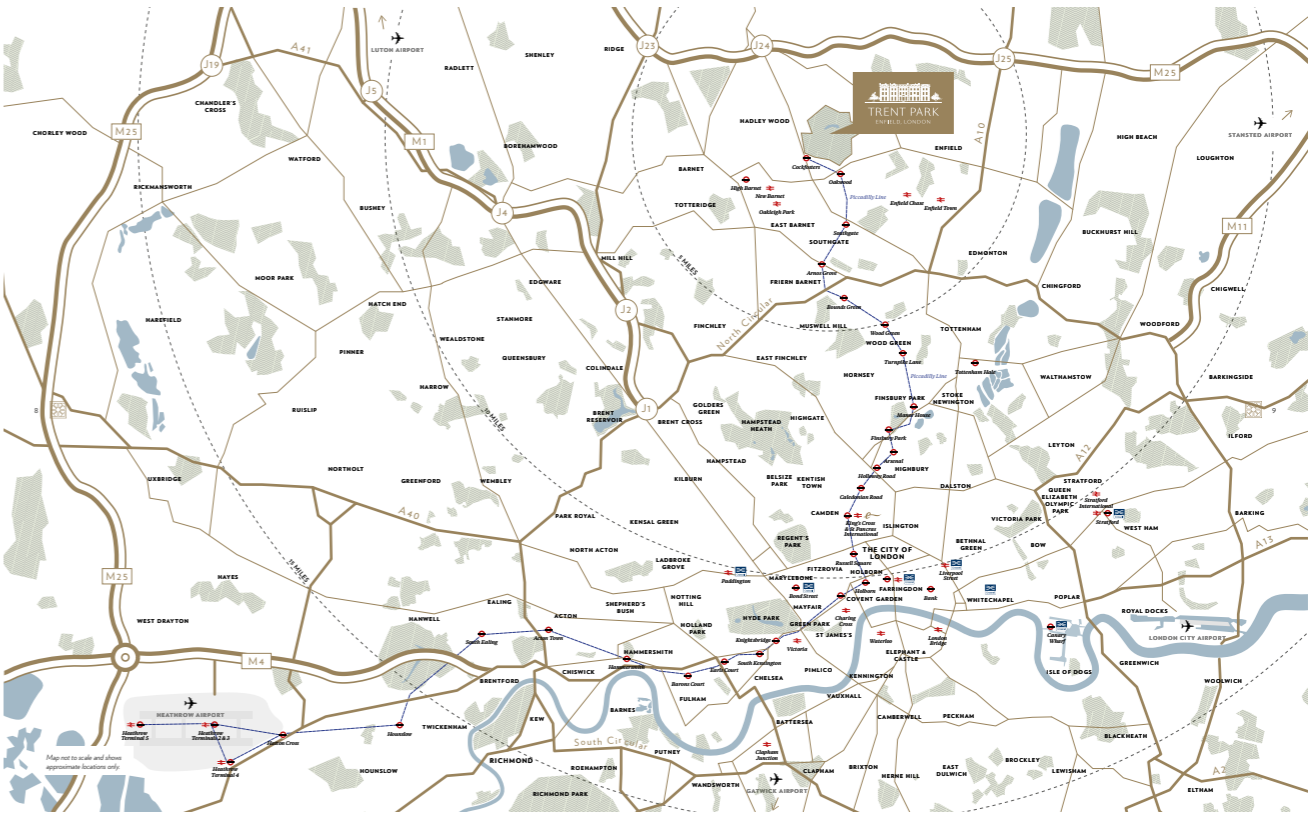 J19
A41
LUTON AIRPORT
J5
SHENLEY
RADLETT
RIDGE
J23
J24
J25
M25
TRENT PARK
ENFIELD, LONDON
CHANDLER'S
CROSS
CHORLEY WOOD
M25
M1
BOREHAMWOOD
HADLEY WOOD
A10
ENFIELD
HIGH BEACH
STANSTED AIRPORT
LOUGHTON
WATFORD
RICKMANSWORTH
BUSHEY
J4
BARNET
TOTTERIDGE
Cockfosters
Oakwood
High Barnet
New Barnet
Oakleigh Park
Piccadilly Line
Enfield Chase
Enfield Town
EAST BARNET
Southgate
SOUTHGATE
M11
BUCKHURST HILL
MOOR PARK
MILL HILL
5 MILES
Arnos Grove
FRIERN BARNET
EDMONTON
CHINGFORD
CHIGWELL
HATCH END
EDGWARE
J2
Bounds Green
HAREFIELD
STANMORE
FINCHLEY
North Circular
MUSWELL HILL
Wood Green
WOOD GREEN
TOTTENHAM
WOODFORD
PINNER
WEALDSTONE
QUEENSBURY
COLINDALE
EAST FINCHLEY
Turnpike Lane
Tottenham Hale
HORNSEY
Piccadilly Line
WALTHAMSTOW
BARKINGSIDE
HARROW
RUISLIP
10 MILES
BRENT
RESERVOIR
J1
BRENT CROSS
GOLDERS
GREEN
HAMPSTEAD
HEATH
HIGHGATE
FINSBURY PARK
Manor House
STOKE
NEWINGTON
8
9
Finsbury Park
ILFORD
LEYTON
A12
Arsenal
HAMPSTEAD
Holloway Road
HIGHBURY
NORTHOLT
UXBRIDGE
GREENFORD
WEMBLEY
KILBURN
BELSIZE
PARK
KENTISH
TOWN
Caledonian Road
DALSTON
STRATFORD
QUEEN
ELIZABETH
OLYMPIC
PARK
Stratford
International
Stratford
A40
PARK ROYAL
KENSAL GREEN
CAMDEN
King's Cross
& St Pancras
International
ISLINGTON
VICTORIA PARK
WEST HAM
BARKING
REGENT'S
PARK
NORTH ACTON
BETHNAL
GREEN
BOW
A13
THE CITY OF
LONDON
Russell Square
LADBROKE
GROVE
Paddington
FITZROVIA
HOLBORN
Liverpool
Street
M25
HAYES
15 MILES
MARYLEBONE
Bond Street
Holborn
FARRINGDON
Bank
WHITECHAPEL
POPLAR
EALING
ACTON
SHEPHERD'S
BUSH
NOTTING
HILL
MAYFAIR
COVENT GARDEN
ROYAL DOCKS
WEST DRAYTON
HANWELL
HYDE PARK
GREEN PARK
Charing
Cross
LONDON CITY AIRPORT
South Ealing
Acton Town
HOLLAND
PARK
Knightsbridge
Victoria
ST JAMES'S
Waterloo
London
Bridge
Canary
Wharf
M4
HAMMERSMITH
Hammersmith
Earls Court
South Kensington
ELEPHANT &
CASTLE
GREENWICH
CHISWICK
BRENTFORD
Barons Court
CHELSEA
PIMLICO
KENNINGTON
ISLE OF DOGS
WOOLWICH
FULHAM
VAUXHALL
HEATHROW AIRPORT
Heathrow
Terminal 5
Heathrow
Terminals 2 & 3
Hatton Cross
Heathrow
Terminal 4
Hounslow
TWICKENHAM
KEW
BARNES
BATTERSEA
CAMBERWELL
PECKHAM
BLACKHEATH
South Circular
PUTNEY
Clapham
Junction
RICHMOND
ROEHAMPTON
HOUNSLOW
CLAPHAM
BRIXTON
HERNE HILL
EAST
DULWICH
BROCKLEY
LEWISHAM
A2
WANDSWORTH
GATWICK AIRPORT
RICHMOND PARK
ELTHAM
Map not to scale and shows
approximate locations only.